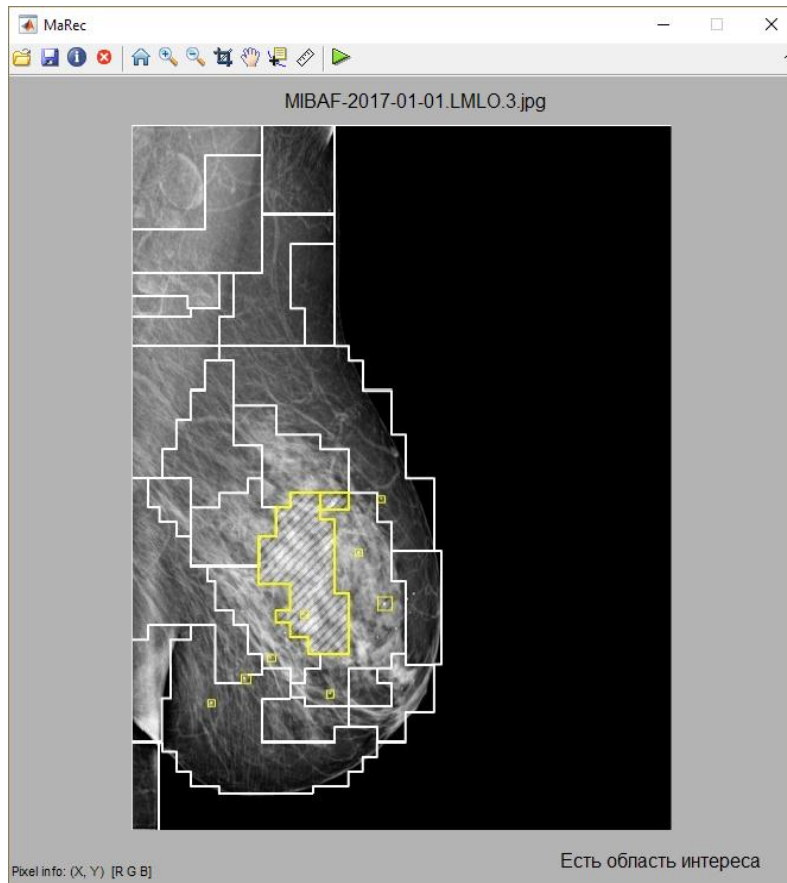 MaRec
MIBAF-2017-01-01.LMLO.3.jpg
Есть область интереса
Pixel info: (X, Y) [R G B]